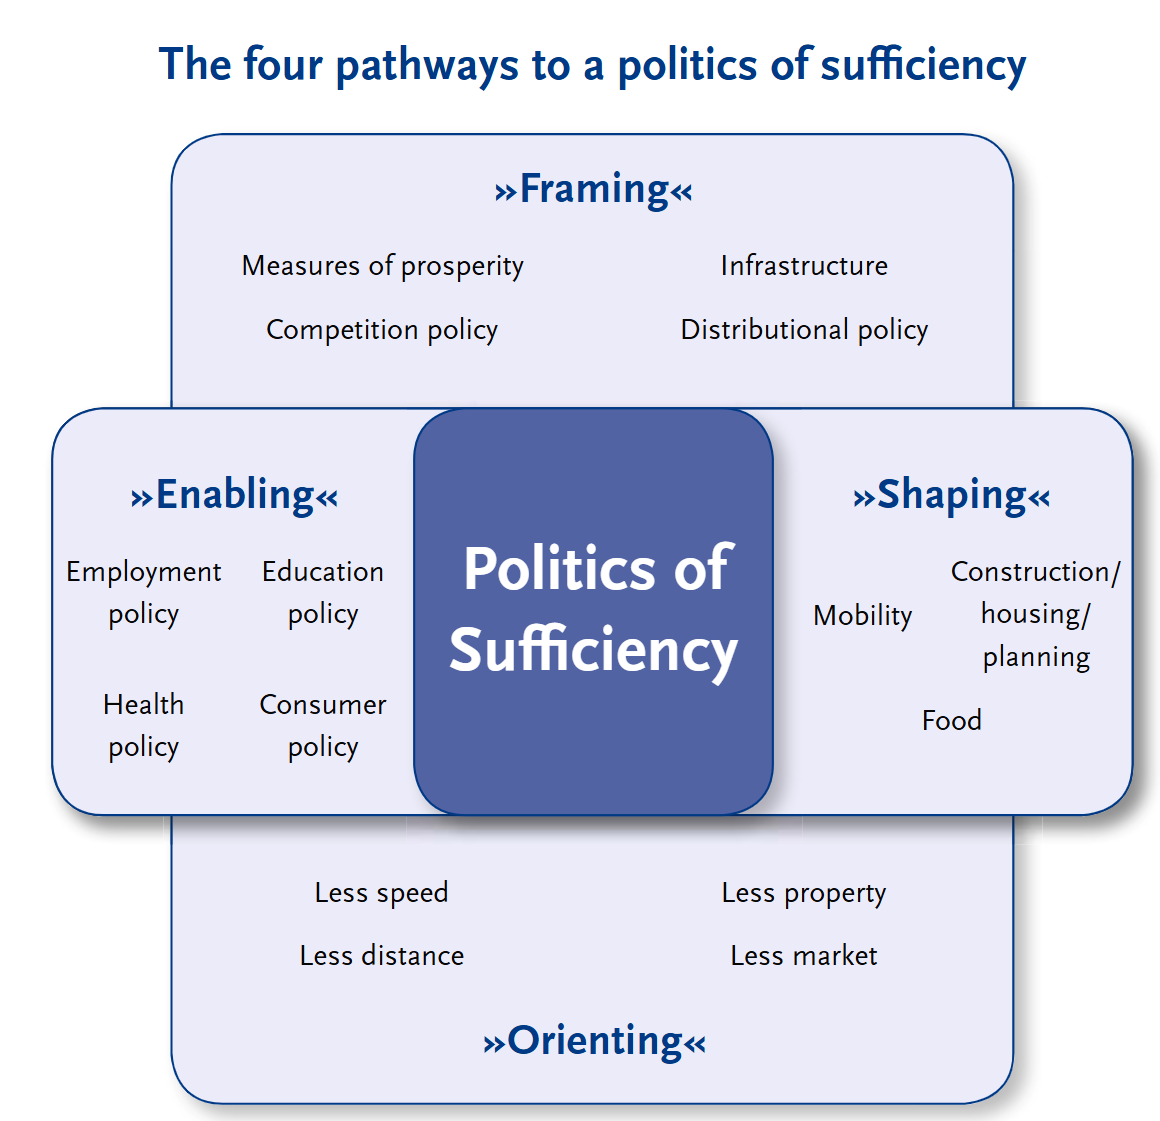 The four pathways to a politics of sufficiency
»Framing«
Measures of prosperity
Infrastructure
Competition policy
Distributional policy
»Enabling«
Employment
policy
Education
policy
Health
policy
Consumer
policy
Politics of
Sufficiency
»Shaping«
Mobility
Construction/
housing/
planning
Food
Less speed
Less property
Less distance
Less market
»Orienting«